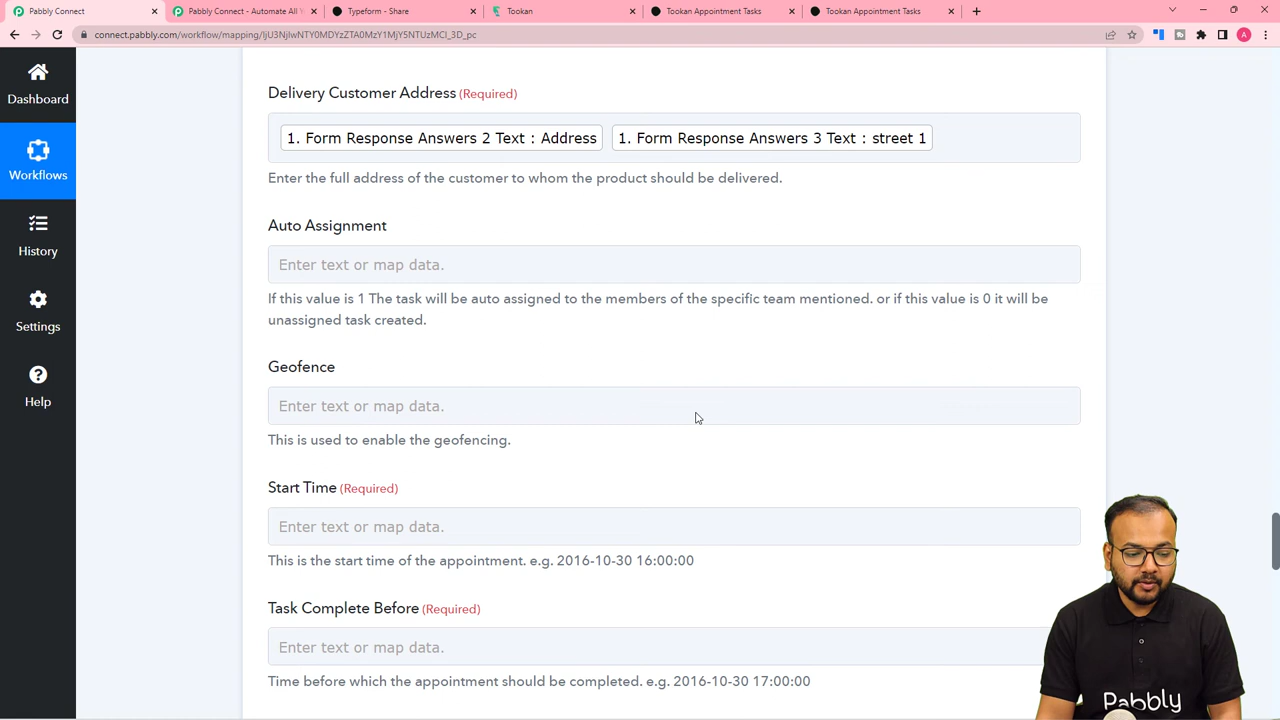 Pabbly Connect
Pabbly Connect - Automate All Y
Typeform - Share
Tookan
Tookan Appointment Tasks
Tookan Appointment Tasks
A
Dashboard
Workflows
History
Settings
Help
Delivery Customer Address (Required)
1. Form Response Answers 2 Text : Address
1. Form Response Answers 3 Text : street 1
Enter the full address of the customer to whom the product should be delivered.
Auto Assignment
Enter text or map data.
If this value is 1 The task will be auto assigned to the members of the specific team mentioned. or if this value is 0 it will be
unassigned task created.
Geofence
Enter text or map data.
This is used to enable the geofencing.
Start Time (Required)
Enter text or map data.
This is the start time of the appointment. e.g. 2016-10-30 16:00:00
Task Complete Before (Required)
Enter text or map data.
Time before which the appointment should be completed. e.g. 2016-10-30 17:00:00
Pabbly